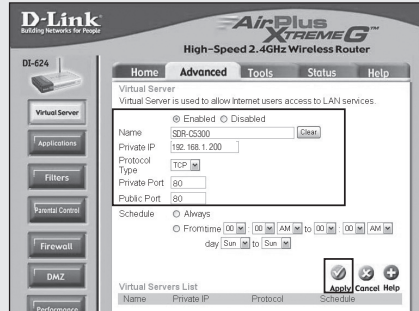 D-Link
Building Networks for People
AirPlus
XTREME G™
High-Speed 2.4GHz Wireless Router
DI-624
Home Advanced Tools Status Help
Virtual Server
Virtual Server is used to allow Internet users access to LAN services.
Virtual Server
Enabled Disabled
Name SDR-C5300 Clear
Private IP 192.168.1.200
Applications
Protocol Type TCP
Filters
Private Port 80
Public Port 80
Parental Control
Schedule Always
From time 00 : 00 AM to 00 : 00 AM
Firewall
day Sun to Sun
DMZ
Apply Cancel Help
Virtual Servers List
Name Private IP Protocol Schedule
Performance